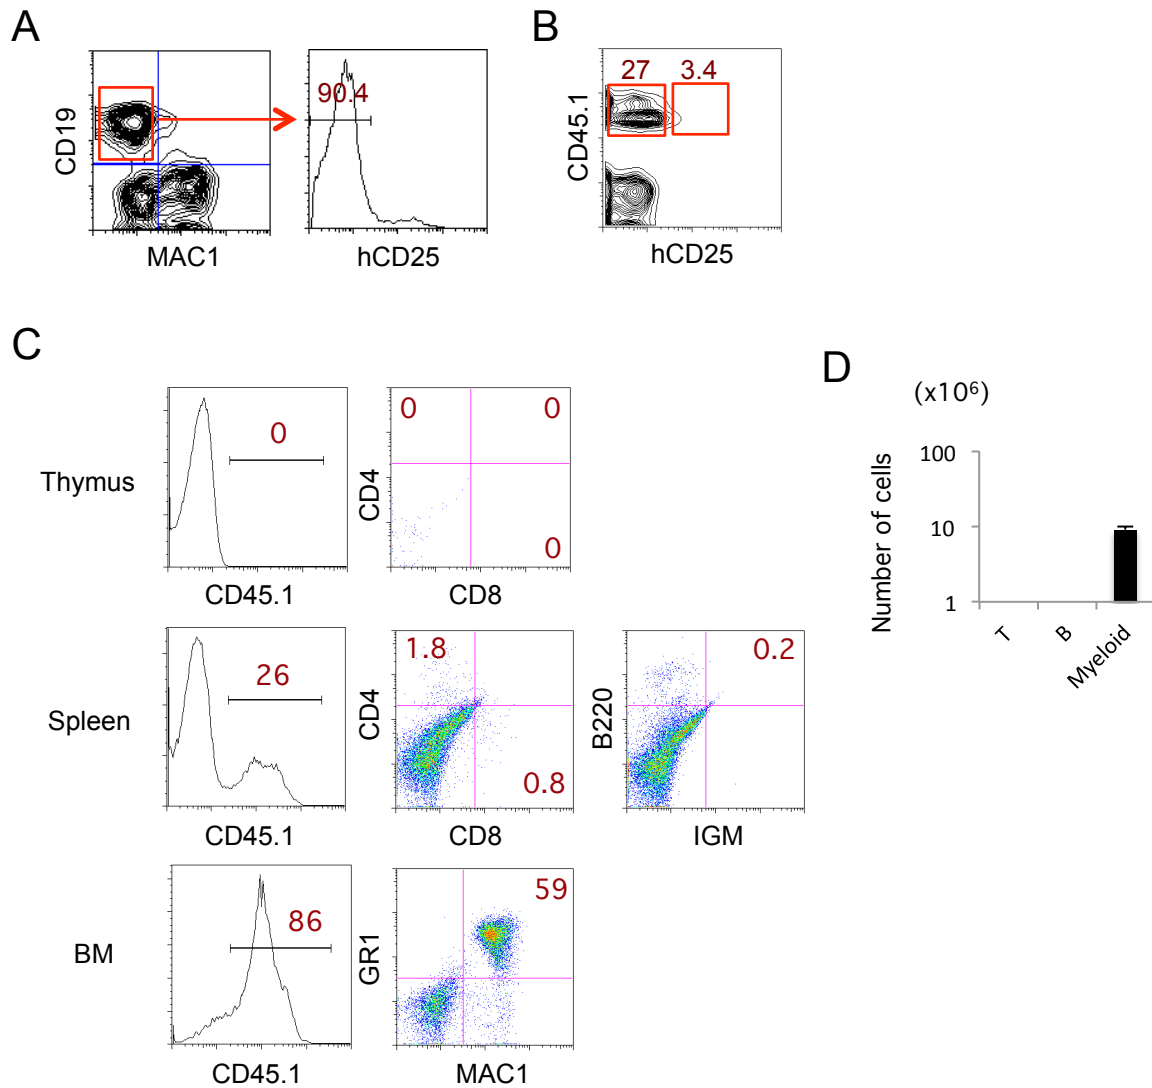 A
CD19
MAC1
90.4
hCD25
B
27 3.4
CD45.1
hCD25
C
Thymus
0
CD45.1
0 0
CD4
0
CD8
Spleen
26
CD45.1
1.8
CD4
0.8
CD8
0.2
B220
IGM
BM
86
CD45.1
59
GR1
MAC1
D
(x10⁶)
Number of cells
100
10
1
T B Myeloid